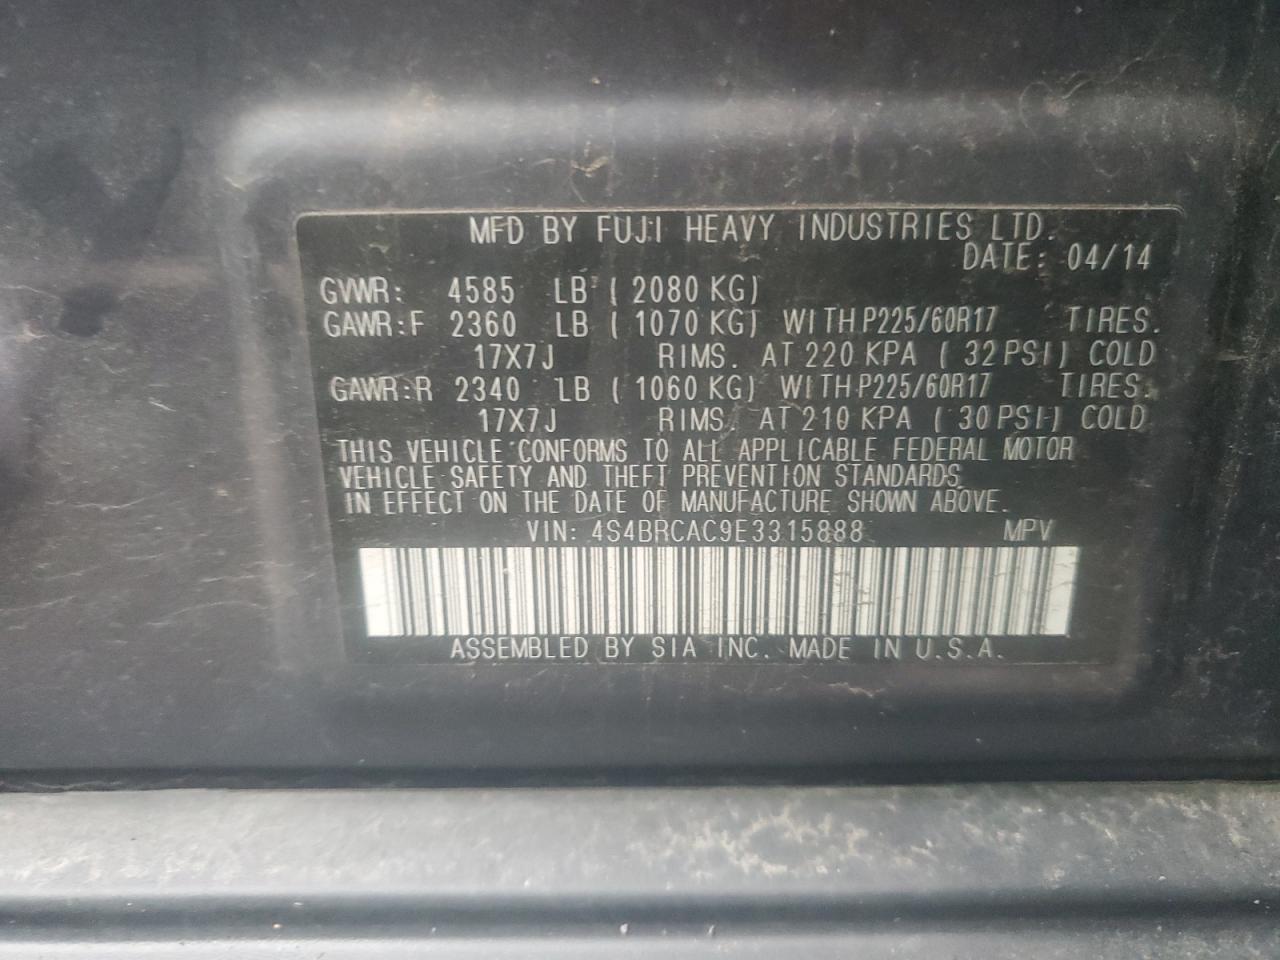 MFD BY FUJI HEAVY INDUSTRIES LTD.
DATE: 04/14
GVWR: 4585 LB ( 2080 KG)
GAWR:F 2360 LB ( 1070 KG) WITH P225/60R17 TIRES.
17X7J RIMS. AT 220 KPA ( 32 PSI) COLD
GAWR:R 2340 LB ( 1060 KG) WITH P225/60R17 TIRES.
17X7J RIMS. AT 210 KPA ( 30 PSI) COLD
THIS VEHICLE CONFORMS TO ALL APPLICABLE FEDERAL MOTOR
VEHICLE SAFETY AND THEFT PREVENTION STANDARDS
IN EFFECT ON THE DATE OF MANUFACTURE SHOWN ABOVE.
VIN: 4S4BRCAC9E3315888 MPV
ASSEMBLED BY SIA INC. MADE IN U.S.A.